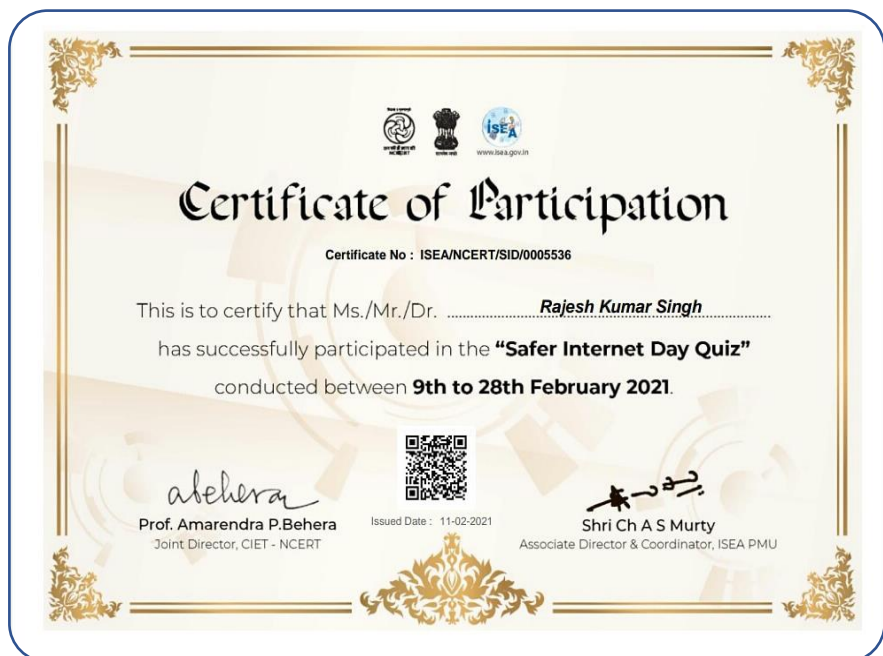 NCERT
ISEA
www.isea.gov.in
Certificate of Participation
Certificate No : ISEA/NCERT/SID/0005536
This is to certify that Ms./Mr./Dr. Rajesh Kumar Singh
has successfully participated in the “Safer Internet Day Quiz”
conducted between 9th to 28th February 2021.
abehera
Prof. Amarendra P.Behera
Joint Director, CIET - NCERT
Issued Date : 11-02-2021
Shri Ch A S Murty
Associate Director & Coordinator, ISEA PMU